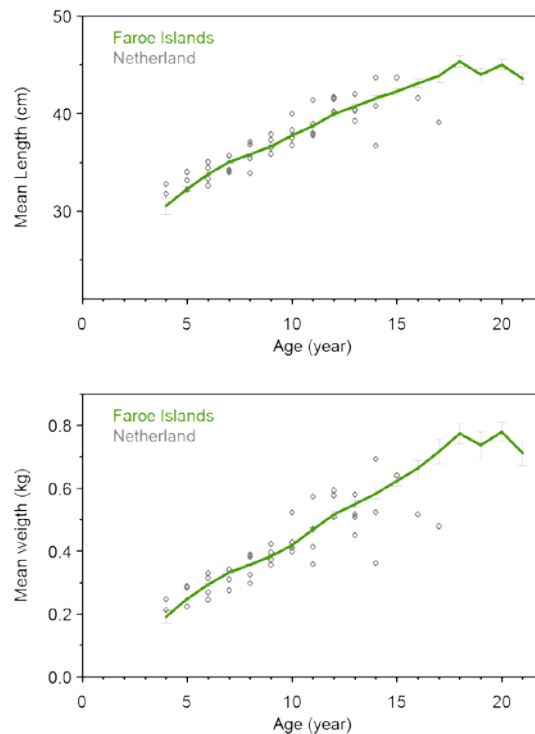 50
Faroe Islands
Netherland
40
30
Mean Length (cm)
0 5 10 15 20
Age (year)
0.8
Faroe Islands
Netherland
0.6
0.4
0.2
0.0
Mean weigth (kg)
0 5 10 15 20
Age (year)